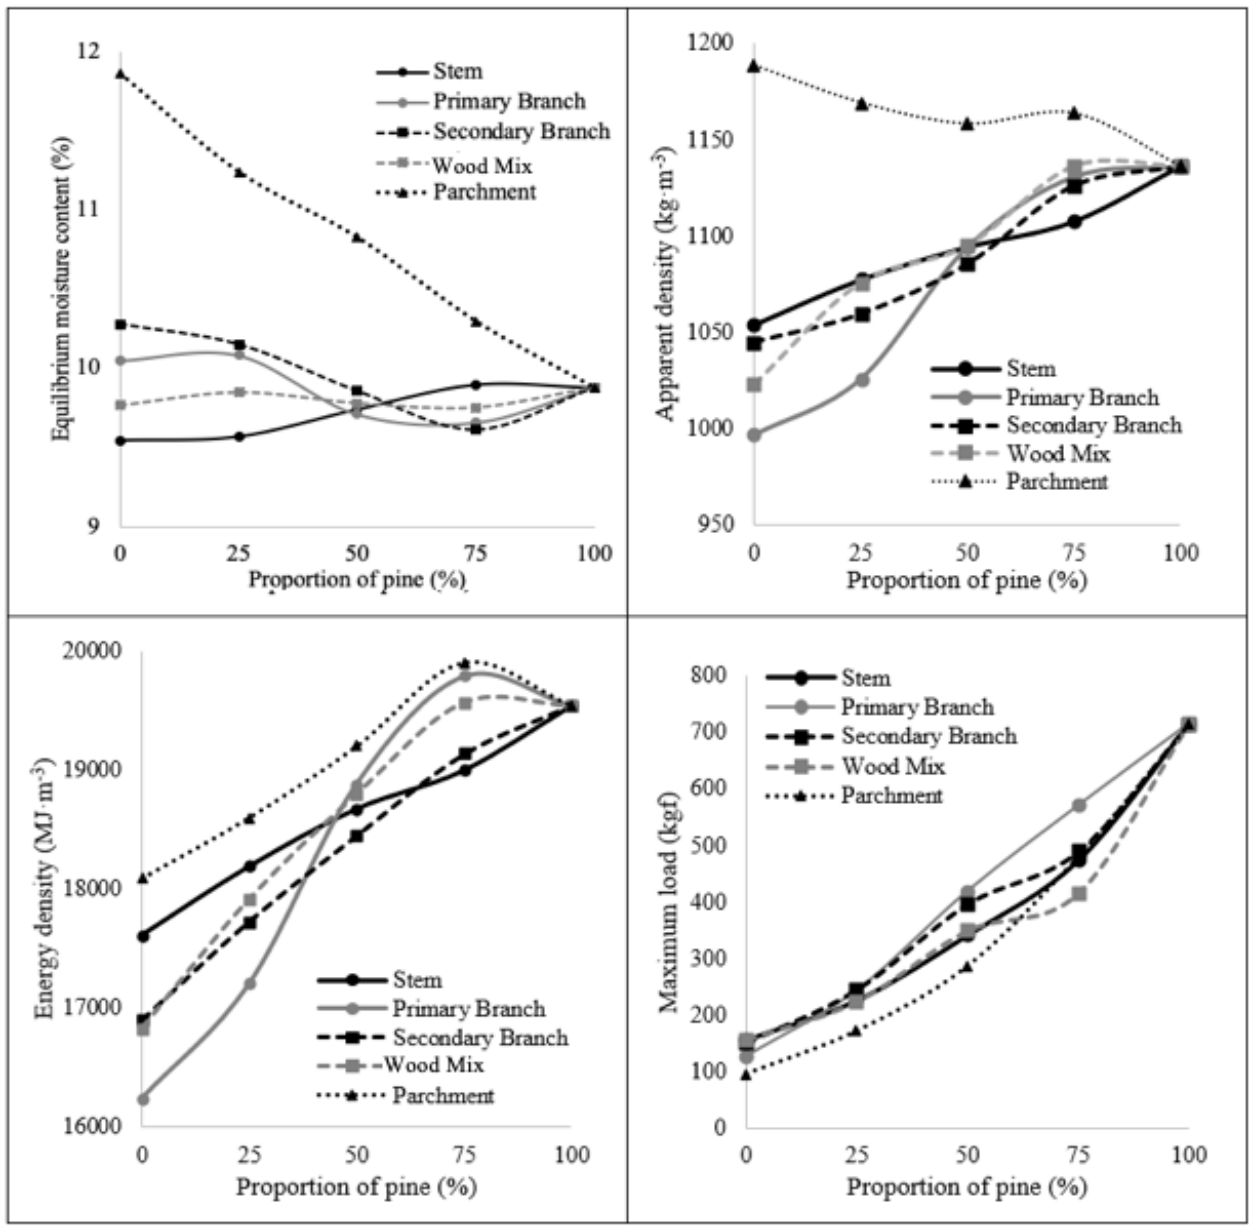 12
11
10
9
Equilibrium moisture content (%)
Stem
Primary Branch
Secondary Branch
Wood Mix
Parchment
0 25 50 75 100
Proportion of pine (%)
1200
1150
1100
1050
1000
950
Apparent density (kg·m-3)
Stem
Primary Branch
Secondary Branch
Wood Mix
Parchment
0 25 50 75 100
Proportion of pine (%)
20000
19000
18000
17000
16000
Energy density (MJ·m-3)
Stem
Primary Branch
Secondary Branch
Wood Mix
Parchment
0 25 50 75 100
Proportion of pine (%)
800
700
600
500
400
300
200
100
0
Maximum load (kgf)
Stem
Primary Branch
Secondary Branch
Wood Mix
Parchment
0 25 50 75 100
Proportion of pine (%)